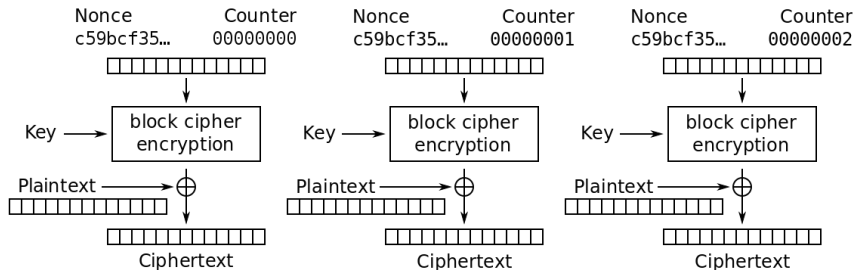 Nonce Counter Nonce Counter Nonce Counter
c59bcf35… 00000000 c59bcf35… 00000001 c59bcf35… 00000002
Key block cipher encryption Key block cipher encryption Key block cipher encryption
Plaintext Plaintext Plaintext
Ciphertext Ciphertext Ciphertext